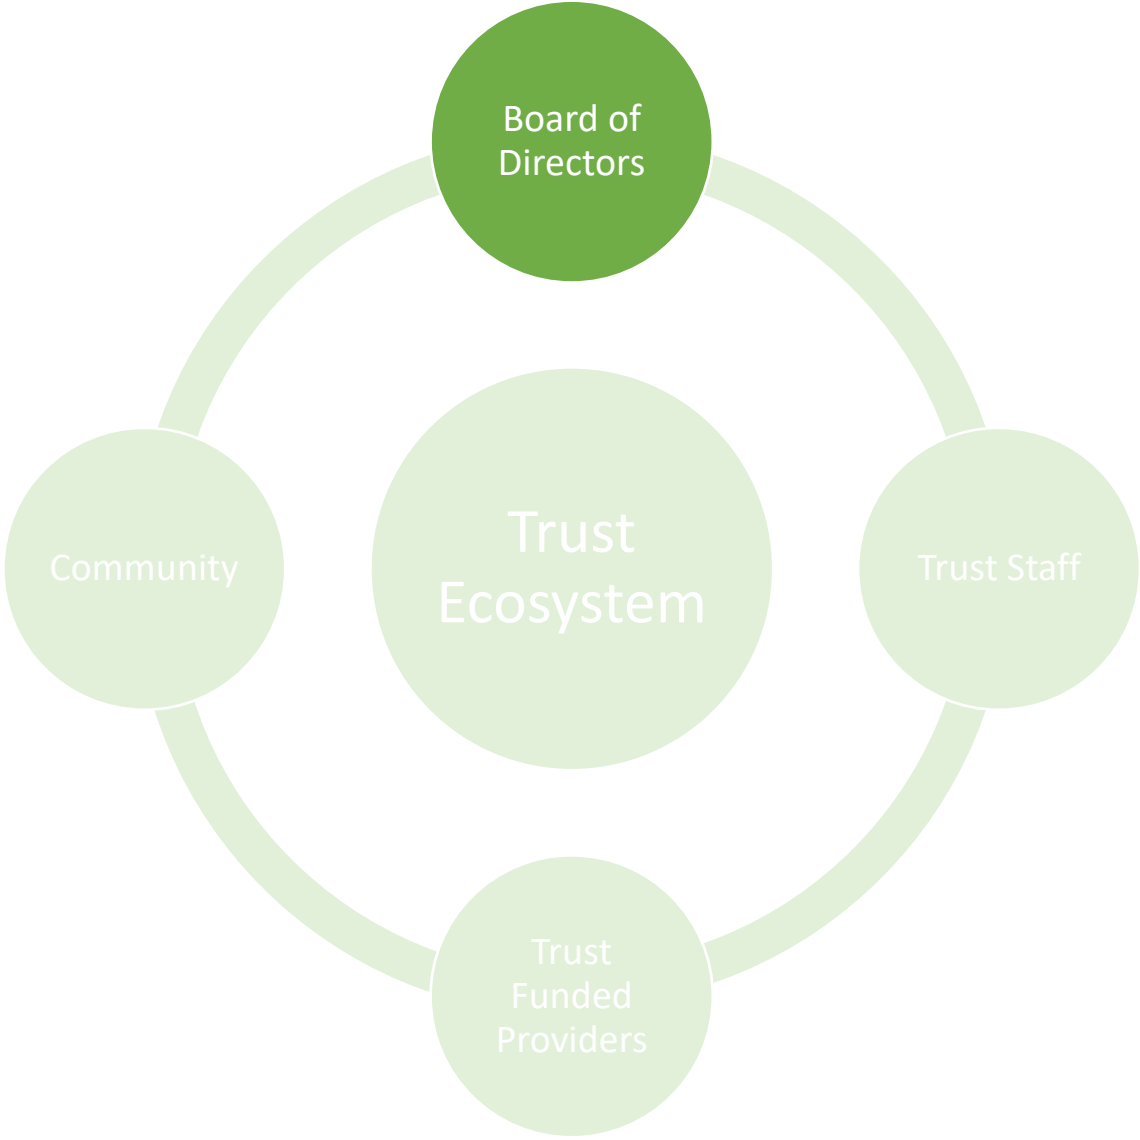 Board of
Directors
Community
Trust
Ecosystem
Trust Staff
Trust
Funded
Providers